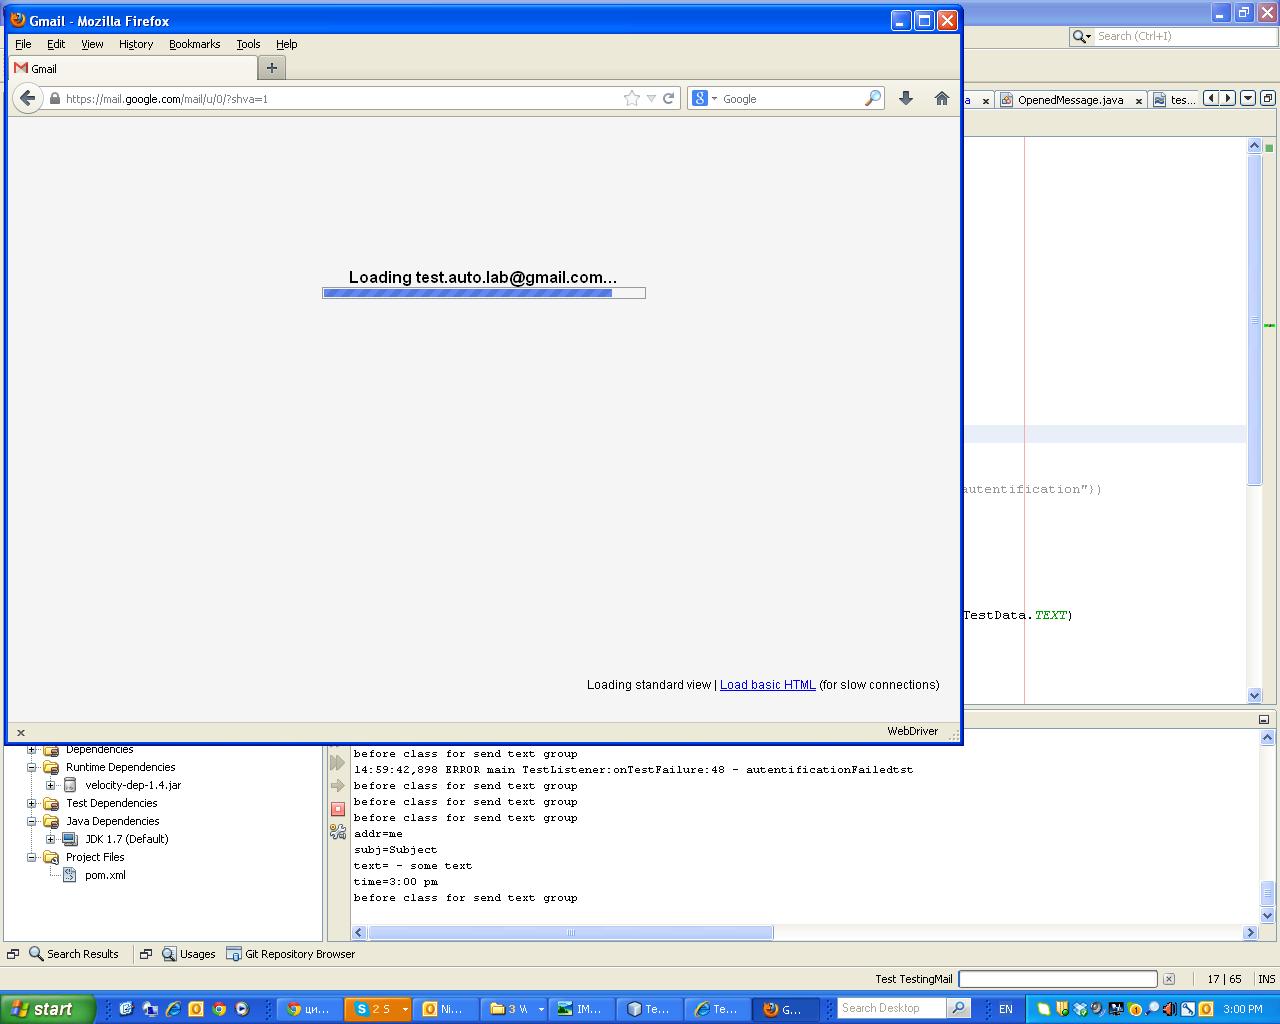 Gmail - Mozilla Firefox
File Edit View History Bookmarks Tools Help
Gmail
https://mail.google.com/mail/u/0/?shva=1
Google
Search (Ctrl+I)
a
OpenedMessage.java
tes...
Loading test.auto.lab@gmail.com...
autentification"})
TestData.TEXT)
Loading standard view | Load basic HTML (for slow connections)
WebDriver
Dependencies
Runtime Dependencies
velocity-dep-1.4.jar
Test Dependencies
Java Dependencies
JDK 1.7 (Default)
Project Files
pom.xml
before class for send text group
14:59:42,898 ERROR main TestListener:onTestFailure:48 - autentificationFailedtst
before class for send text group
before class for send text group
before class for send text group
addr=me
subj=Subject
text= - some text
time=3:00 pm
before class for send text group
Search Results
Usages
Git Repository Browser
Test TestingMail
17 | 65
INS
start
ци...
2 5
Ni...
3 W
IM...
Te...
Te...
G...
Search Desktop
EN
3:00 PM